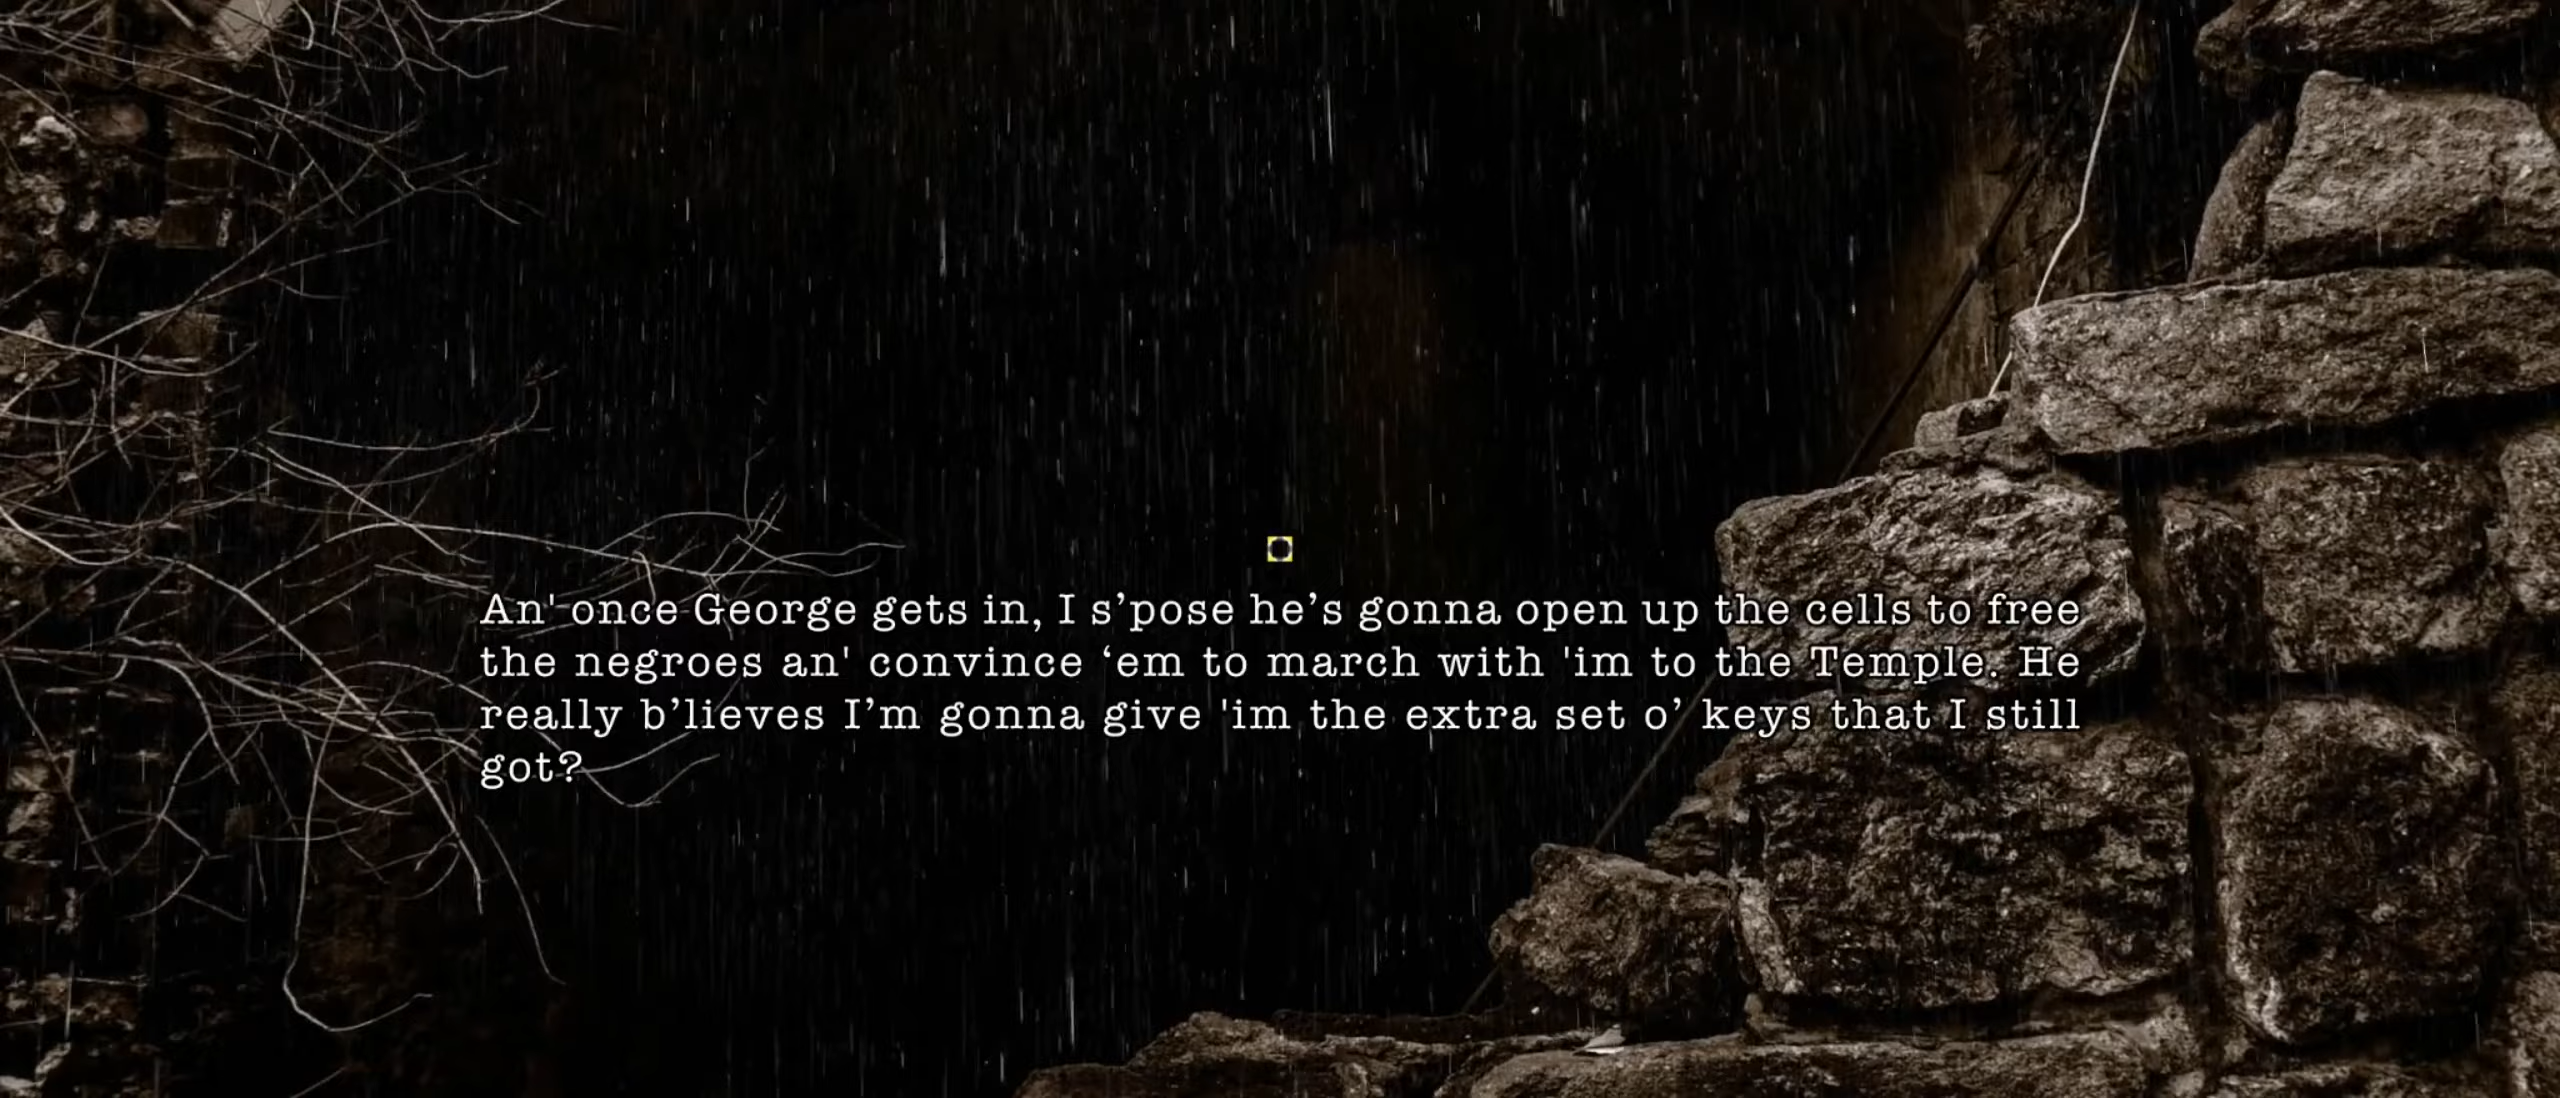 An' once George gets in, I s’pose he’s gonna open up the cells to free
the negroes an' convince ‘em to march with 'im to the Temple. He
really b’lieves I’m gonna give 'im the extra set o’ keys that I still
got?